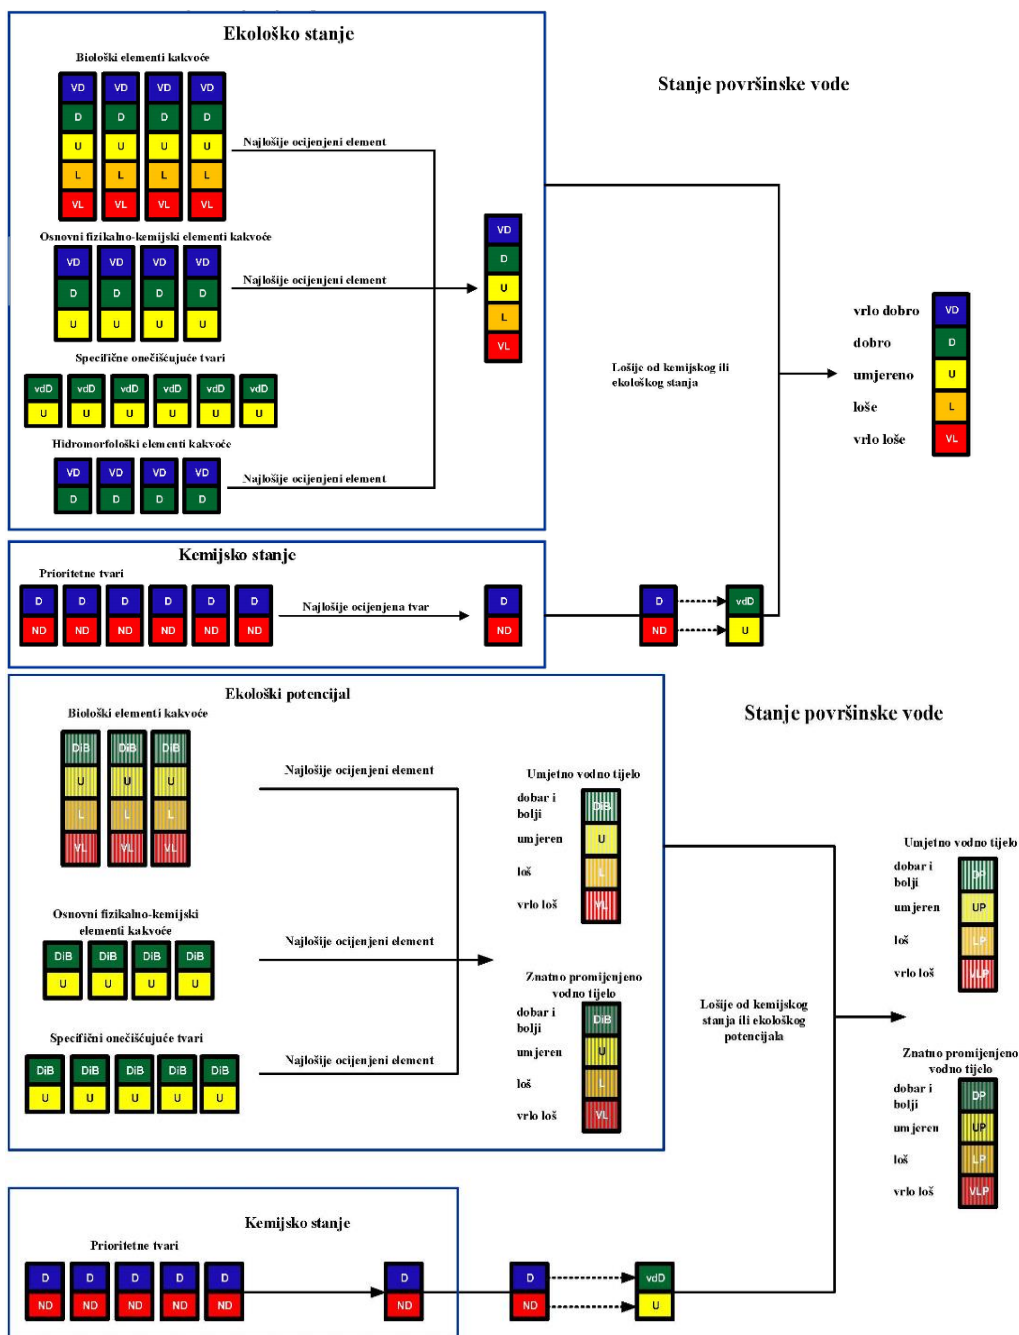 Ekološko stanje
Biološki elementi kakvoće
VD VD VD VD
D D D D
U U U U
L L L L
VL VL VL VL
Najlošije ocijenjeni element
Stanje površinske vode
Osnovni fizikalno-kemijski elementi kakvoće
VD VD VD VD
D D D D
U U U U
Najlošije ocijenjeni element
VD
D
U
L
VL
Specifične onečišćujuće tvari
vdD vdD vdD vdD vdD vdD
U U U U U U
Hidromorfološki elementi kakvoće
VD VD VD VD
D D D D
Najlošije ocijenjeni element
Lošije od kemijskog ili
ekološkog stanja
vrlo dobro VD
dobro D
umjereno U
loše L
vrlo loše VL
Kemijsko stanje
Prioritetne tvari
D D D D D D
ND ND ND ND ND ND
Najlošije ocijenjena tvar
D
ND
D vdD
ND U
Ekološki potencijal
Biološki elementi kakvoće
DiB DiB DiB
U U U
L L L
VL VL VL
Najlošije ocijenjeni element
Stanje površinske vode
Umjetno vodno tijelo
dobar i
bolji DiB
umjeren U
loš L
vrlo loš VL
Osnovni fizikalno-kemijski
elementi kakvoće
DiB DiB DiB DiB
U U U U
Najlošije ocijenjeni element
Specifični onečišćujuće tvari
DiB DiB DiB DiB DiB
U U U U U
Najlošije ocijenjeni element
Znatno promijenjeno
vodno tijelo
dobar i
bolji DiB
umjeren U
loš L
vrlo loš VL
Lošije od kemijskog
stanja ili ekološkog
potencijala
Umjetno vodno tijelo
dobar i
bolji DP
umjeren UP
loš LP
vrlo loš VLP
Znatno promijenjeno
vodno tijelo
dobar i
bolji DP
umjeren UP
loš LP
vrlo loš VLP
Kemijsko stanje
Prioritetne tvari
D D D D D
ND ND ND ND ND
D
ND
D vdD
ND U